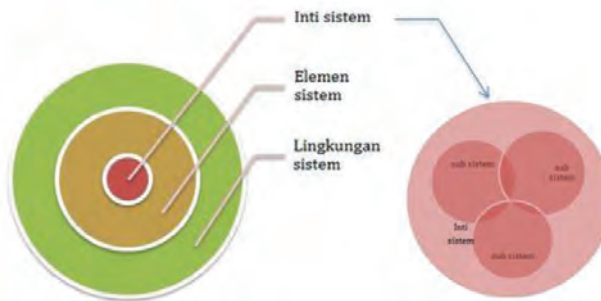 Inti sistem
Elemen
sistem
Lingkungan
sistem
sub sistem
sub
sistem
Inti
sistem
sub sistem